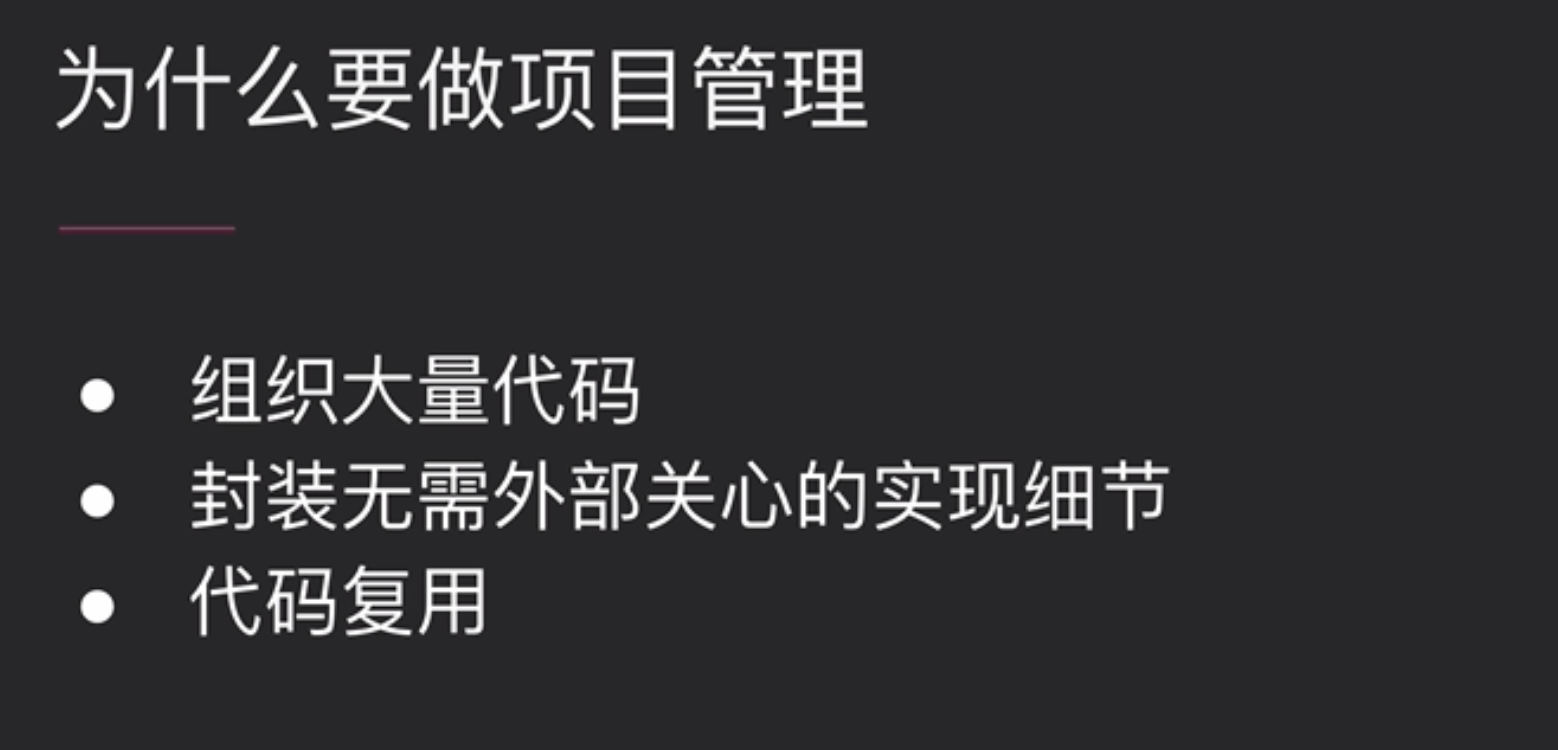 为什么要做项目管理
组织大量代码
封装无需外部关心的实现细节
代码复用